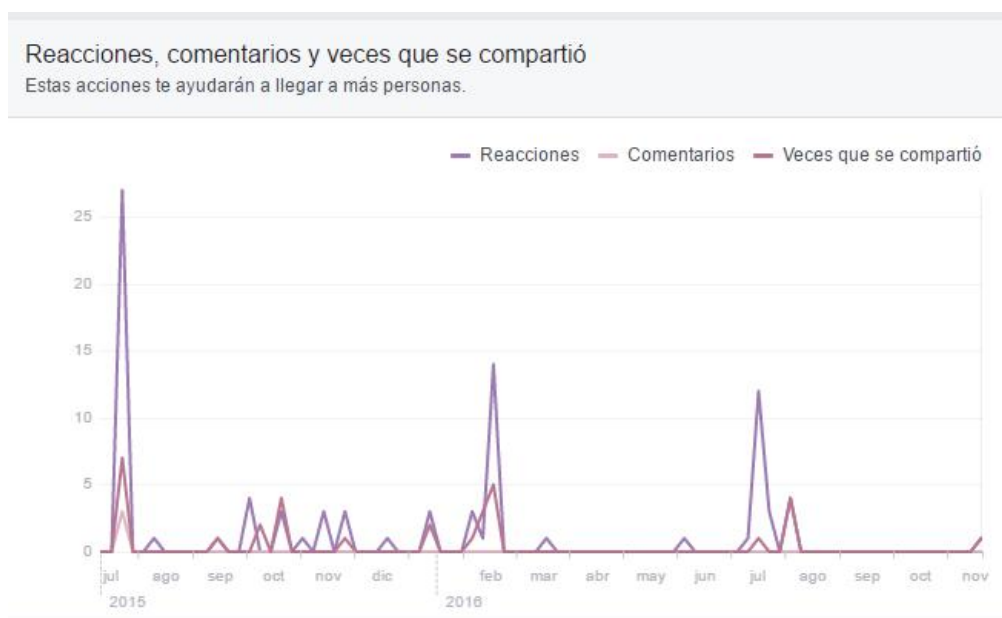 Reacciones, comentarios y veces que se compartió
Estas acciones te ayudarán a llegar a más personas.
Reacciones Comentarios Veces que se compartió
25
20
15
10
5
0
jul ago sep oct nov dic feb mar abr may jun jul ago sep oct nov
2015 2016